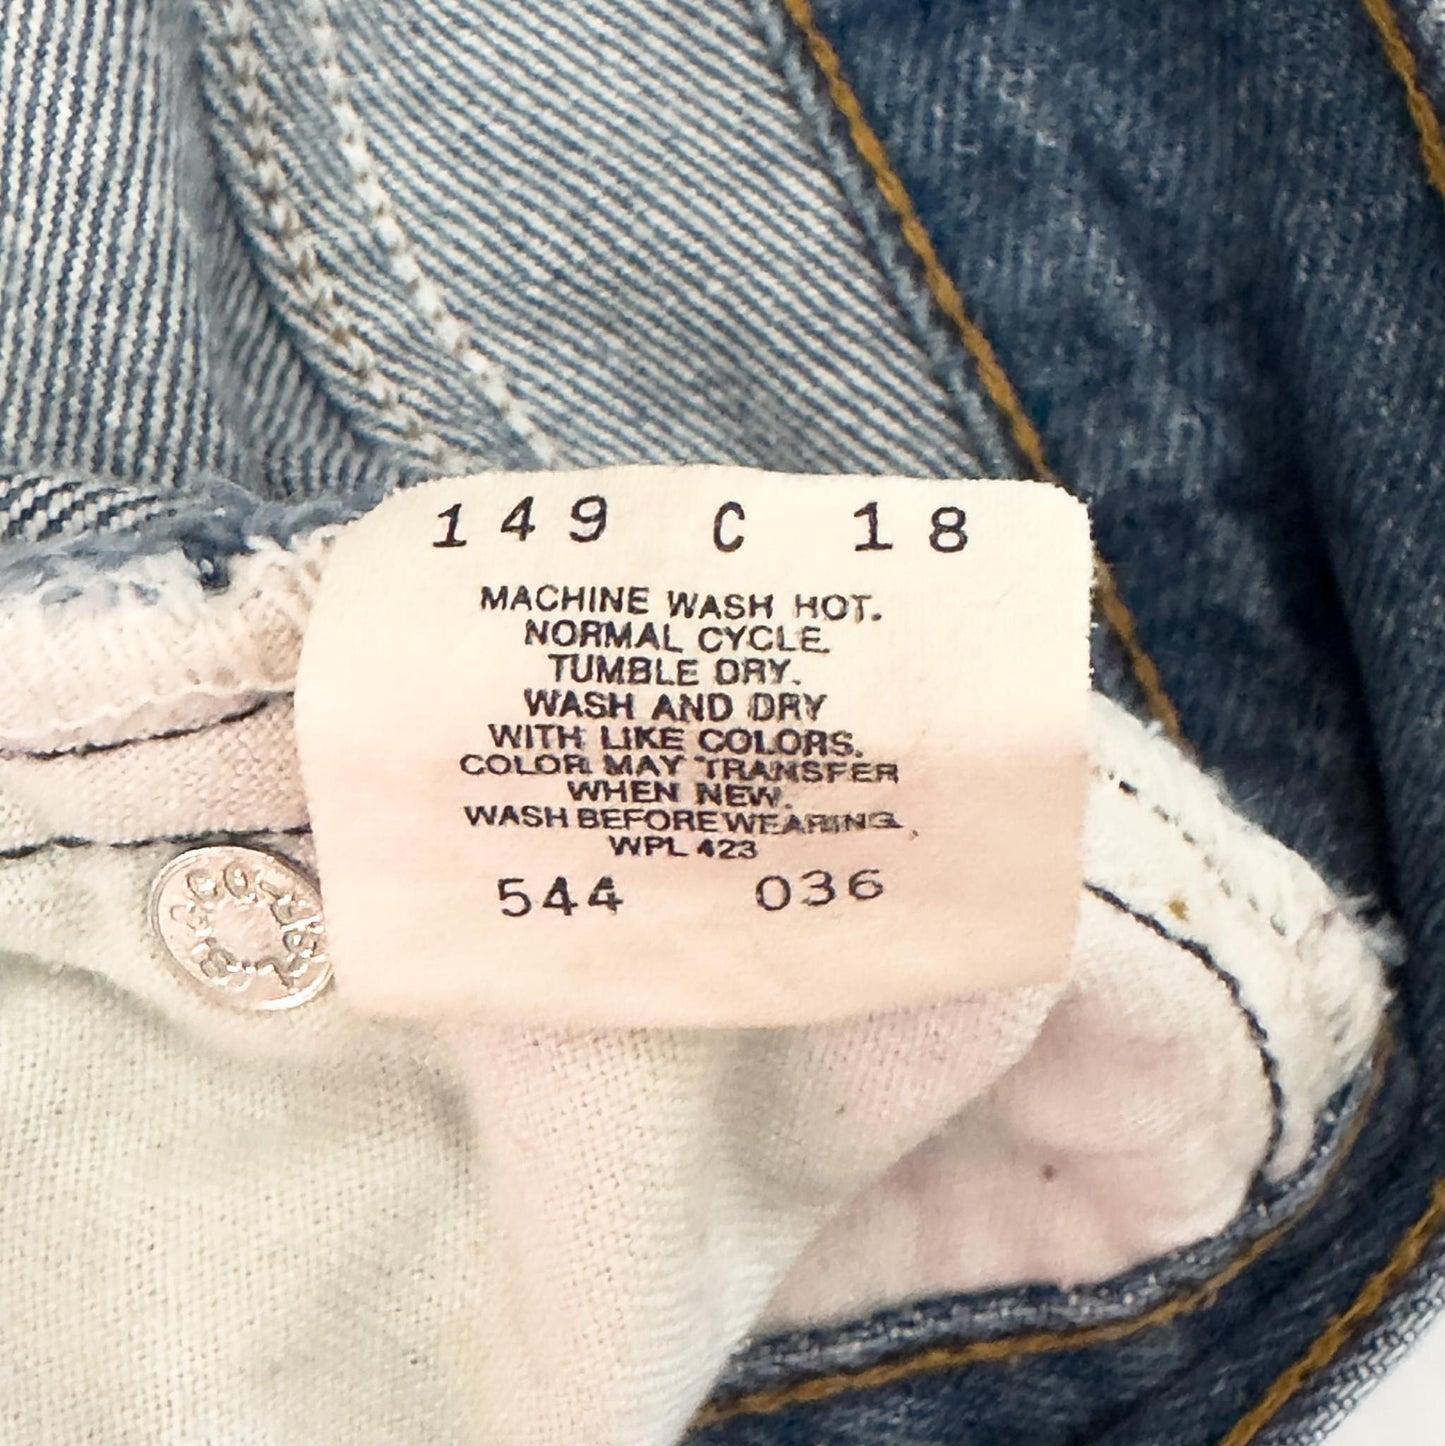 149 C 18
MACHINE WASH HOT.
NORMAL CYCLE.
TUMBLE DRY.
WASH AND DRY
WITH LIKE COLORS.
COLOR MAY TRANSFER
WHEN NEW.
WASH BEFORE WEARING.
WPL 423
544 036